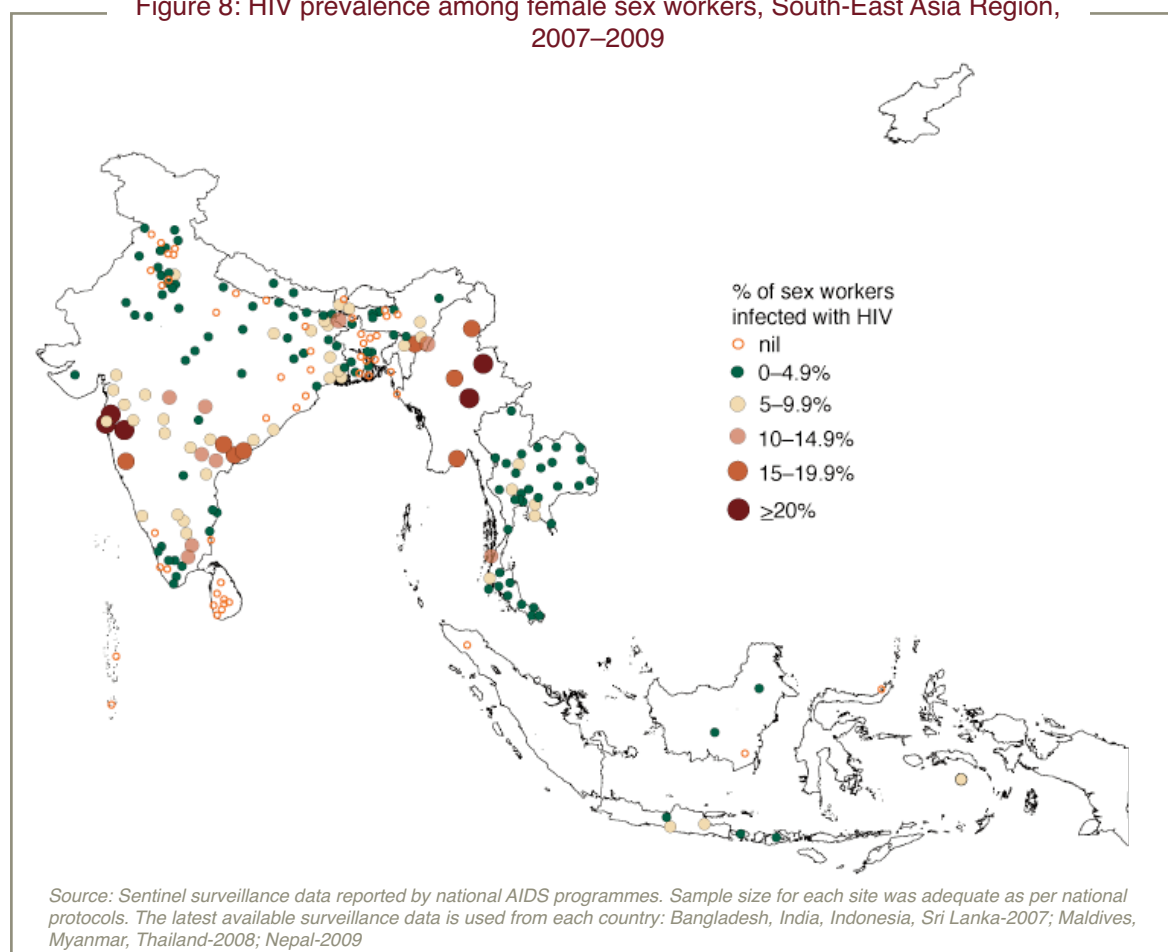 Figure 8: HIV prevalence among female sex workers, South-East Asia Region,
2007–2009
% of sex workers
infected with HIV
nil
0–4.9%
5–9.9%
10–14.9%
15–19.9%
≥20%
Source: Sentinel surveillance data reported by national AIDS programmes. Sample size for each site was adequate as per national
protocols. The latest available surveillance data is used from each country: Bangladesh, India, Indonesia, Sri Lanka-2007; Maldives,
Myanmar, Thailand-2008; Nepal-2009